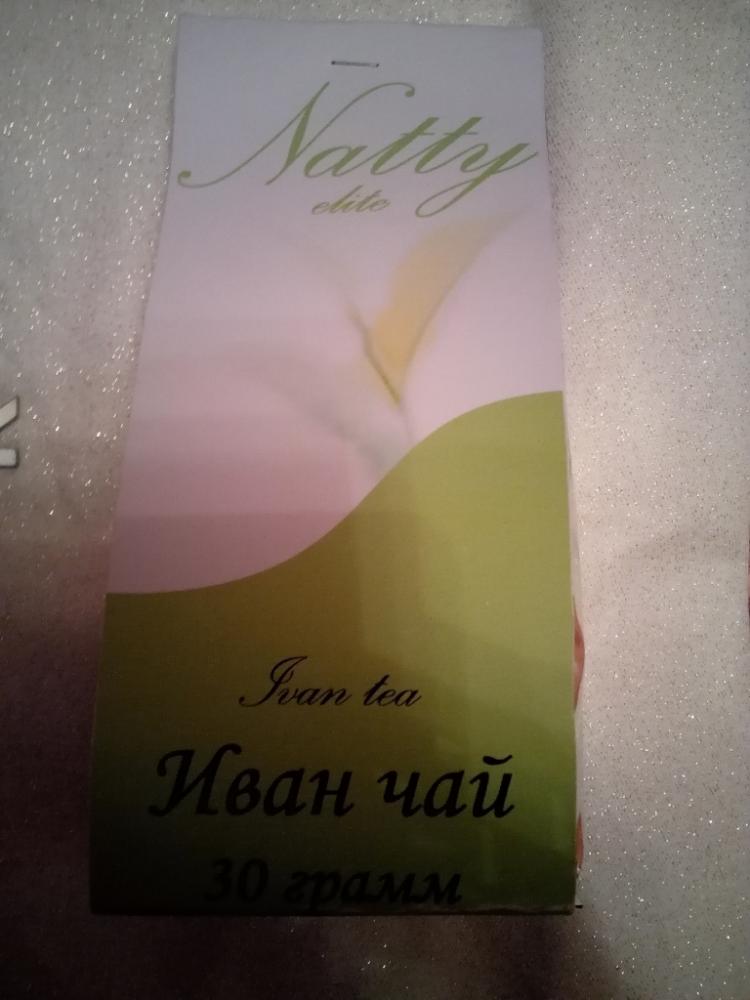 Natty
elite
Ivan tea
Иван чай
30 грамм